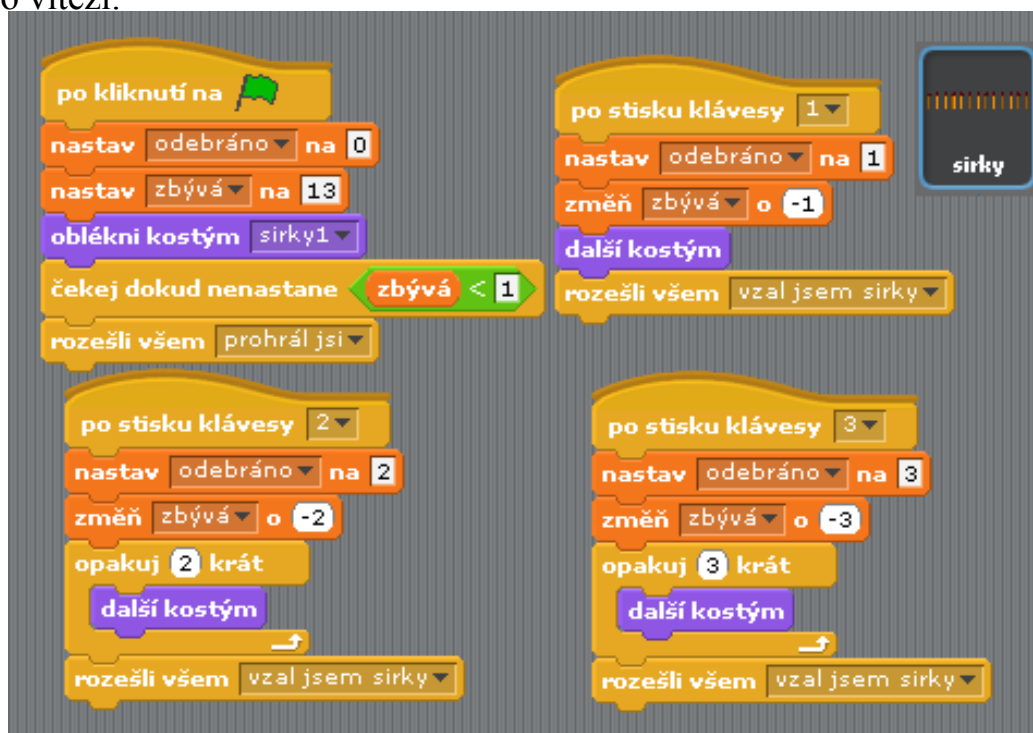 o vítězí.
po kliknutí na
nastav odebráno na 0
nastav zbývá na 13
oblékni kostým sirky1
čekej dokud nenastane zbývá < 1
rozešli všem prohrál jsi
po stisku klávesy 1
nastav odebráno na 1
změň zbývá o -1
další kostým
rozešli všem vzal jsem sirky
sirky
po stisku klávesy 2
nastav odebráno na 2
změň zbývá o -2
opakuj 2 krát
další kostým
rozešli všem vzal jsem sirky
po stisku klávesy 3
nastav odebráno na 3
změň zbývá o -3
opakuj 3 krát
další kostým
rozešli všem vzal jsem sirky